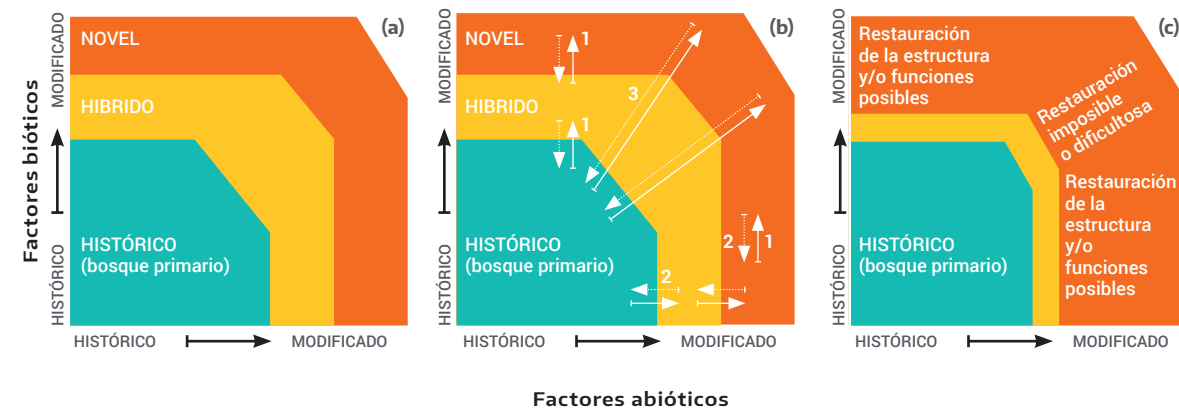 Factores bióticos
MODIFICADO
HISTÓRICO
(a)
NOVEL
HIBRIDO
HISTÓRICO
(bosque primario)
HISTÓRICO
MODIFICADO
MODIFICADO
HISTÓRICO
(b)
NOVEL
1
3
HIBRIDO
1
HISTÓRICO
(bosque primario)
2
1
2
HISTÓRICO
MODIFICADO
MODIFICADO
HISTÓRICO
(c)
Restauración
de la estructura
y/o funciones
posibles
Restauración
imposible
o dificultosa
Restauración
de la
estructura
y/o
funciones
posibles
HISTÓRICO
(bosque primario)
HISTÓRICO
MODIFICADO
Factores abióticos